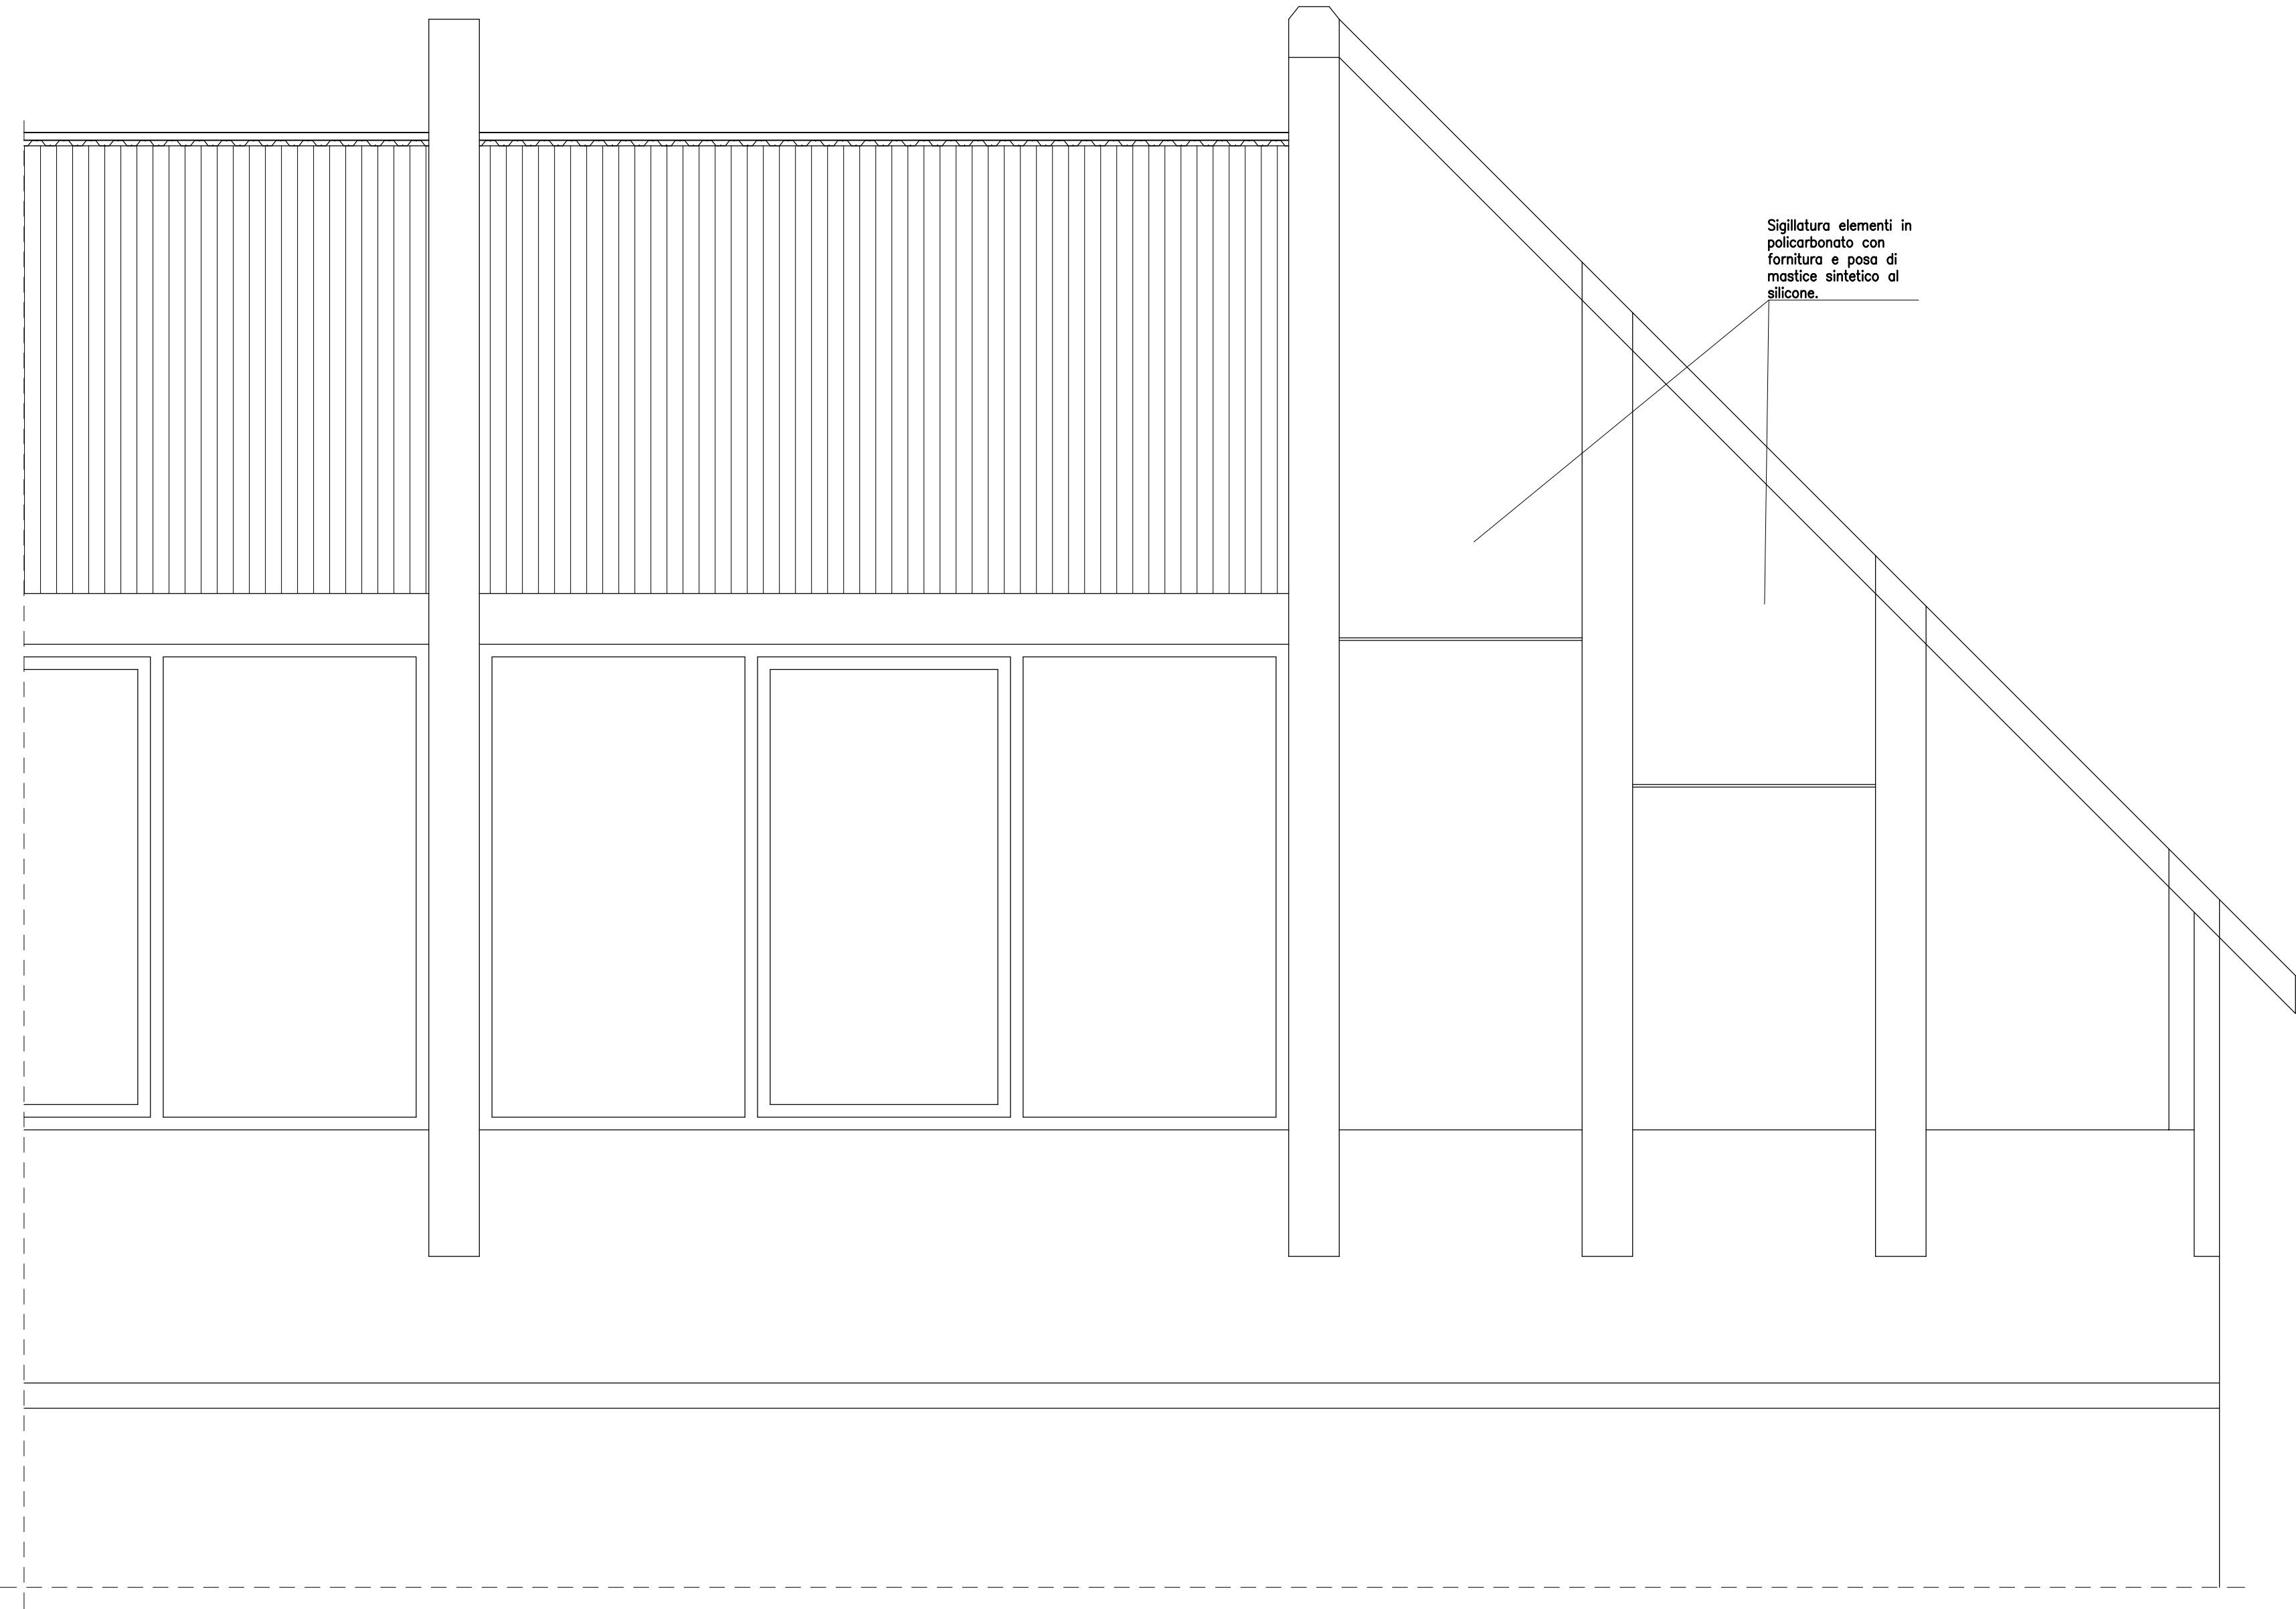 Sigillatura elementi in
policarbonato con
fornitura e posa di
mastice sintetico al
silicone.